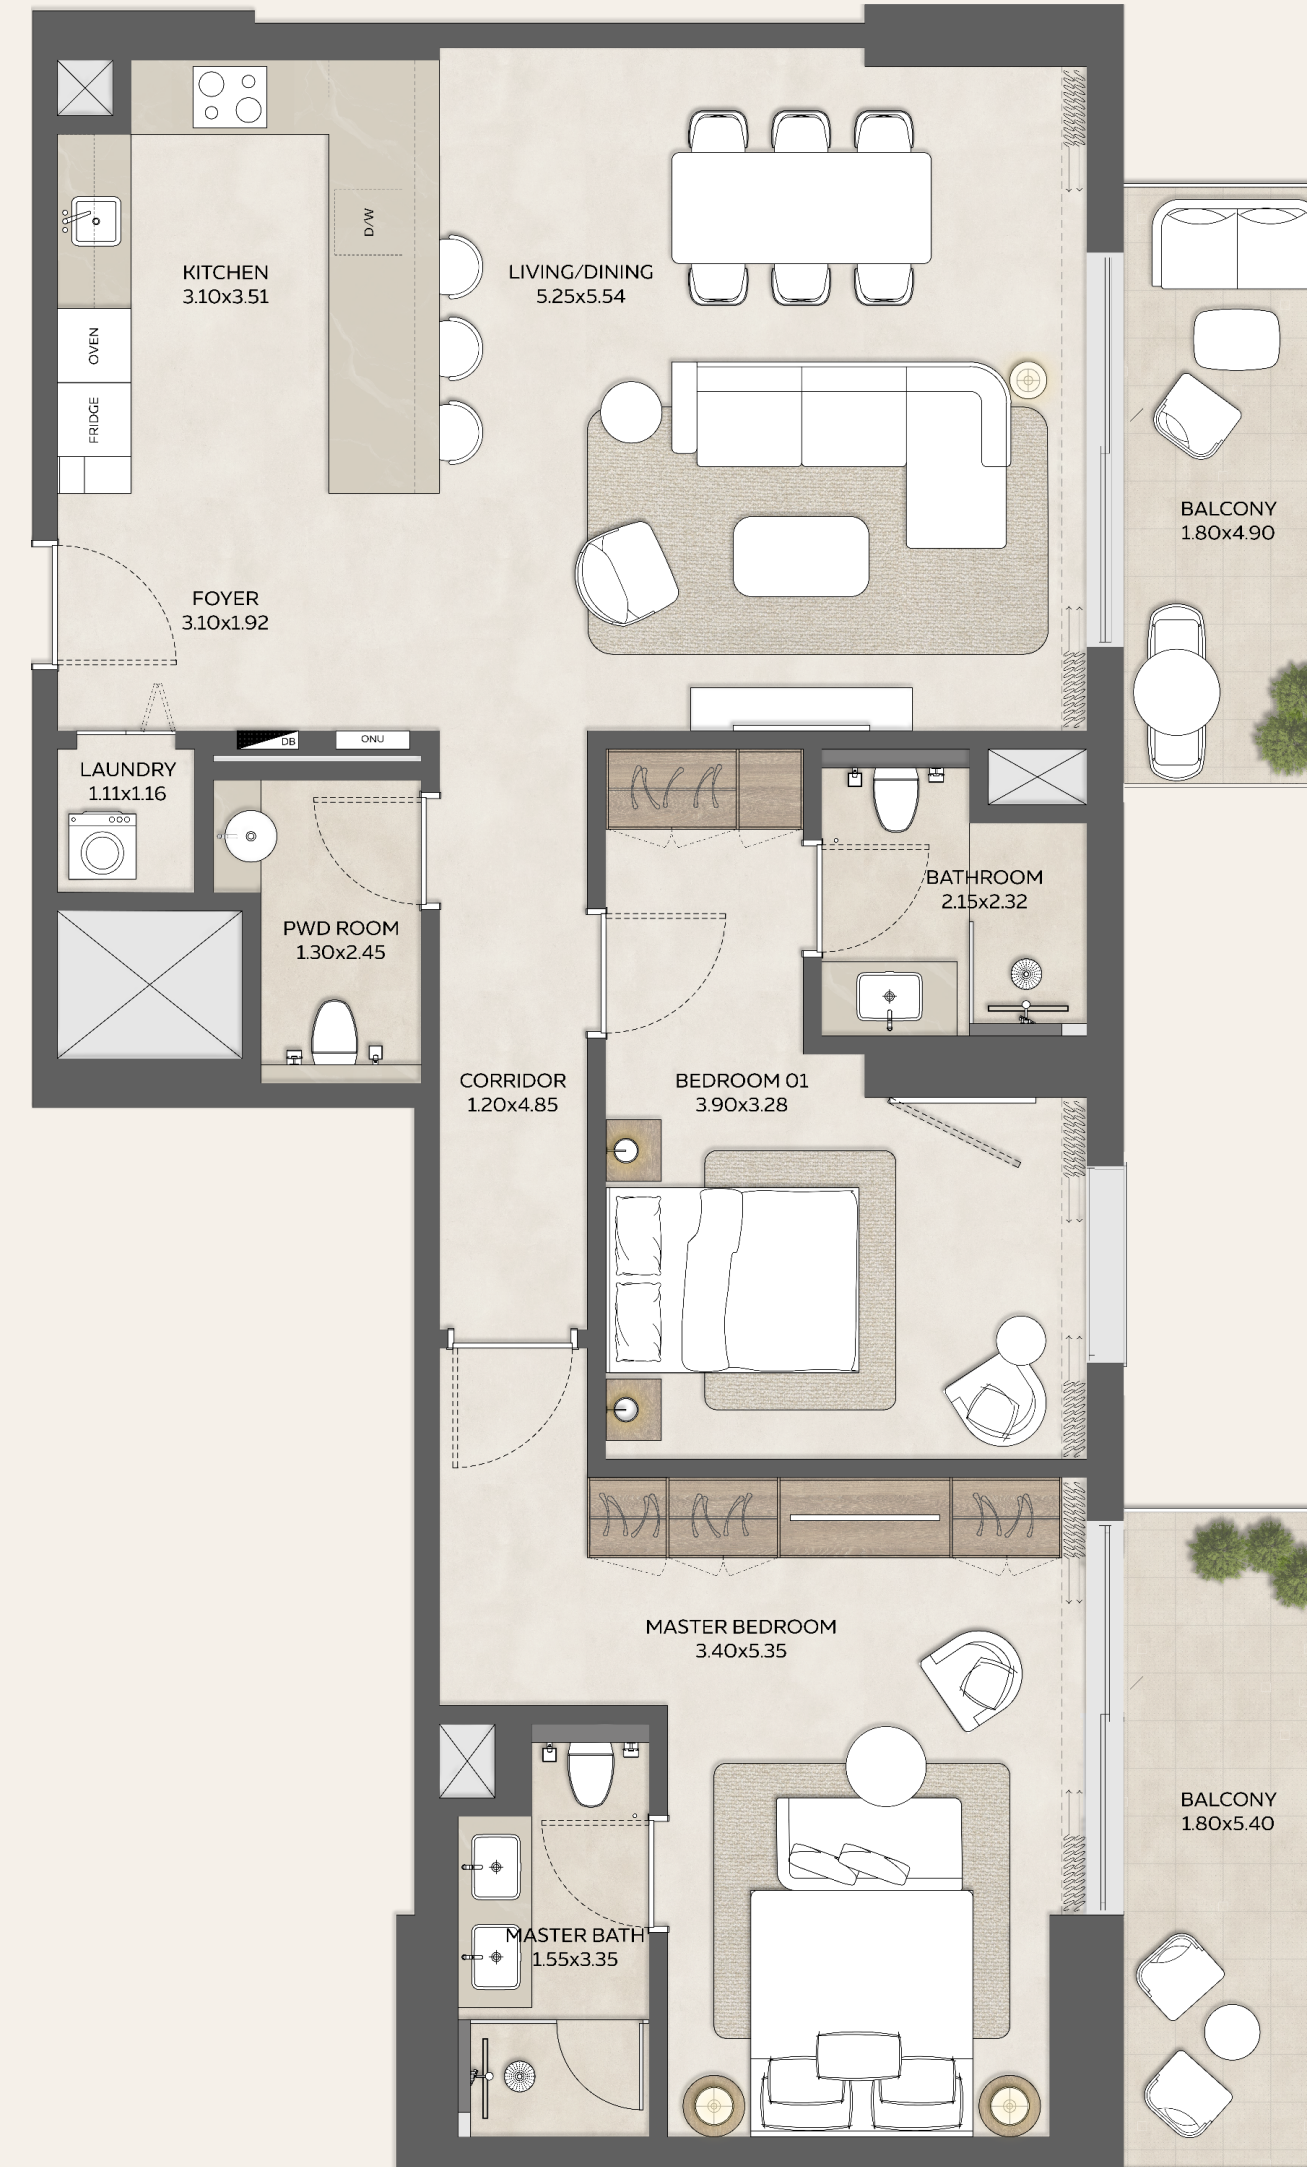 D/W
KITCHEN
3.10x3.51
LIVING/DINING
5.25x5.54
OVEN
FRIDGE
BALCONY
1.80x4.90
FOYER
3.10x1.92
DB
ONU
LAUNDRY
1.11x1.16
BATHROOM
2.15x2.32
PWD ROOM
1.30x2.45
CORRIDOR
1.20x4.85
BEDROOM 01
3.90x3.28
MASTER BEDROOM
3.40x5.35
BALCONY
1.80x5.40
MASTER BATH
1.55x3.35